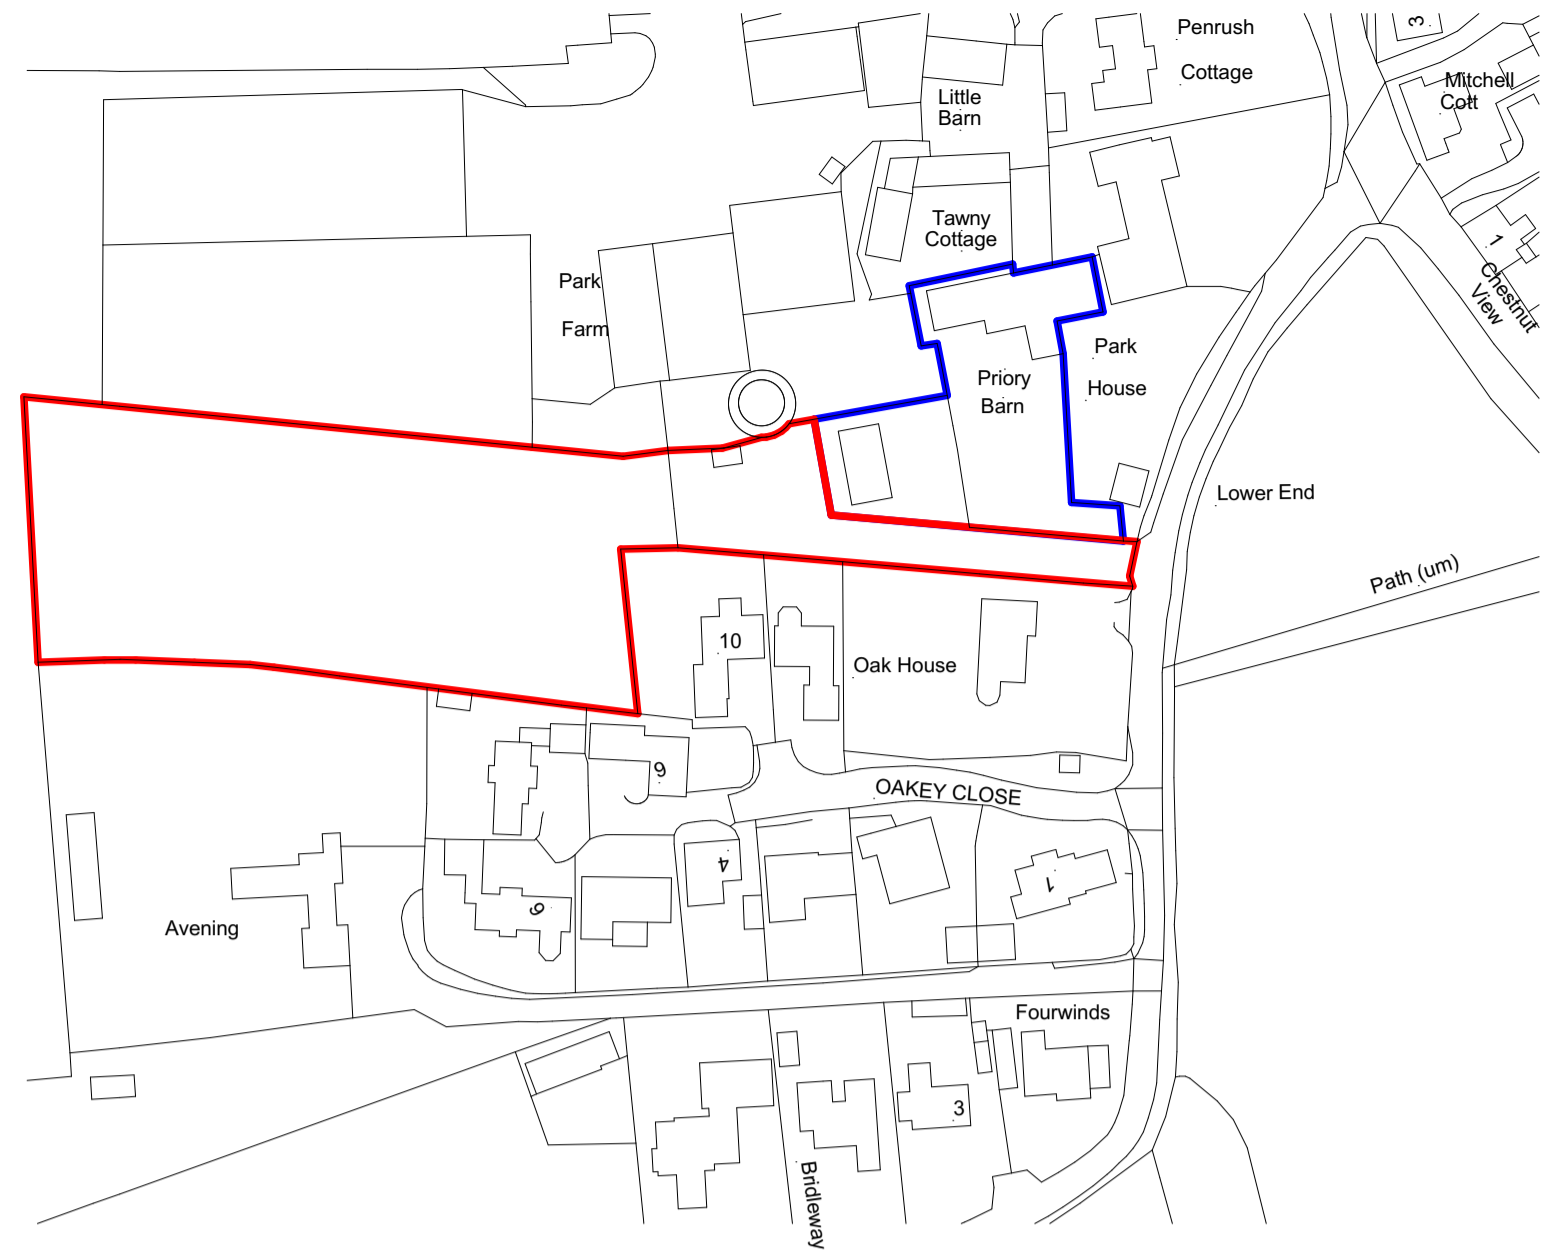 3
Penrush
Cottage
Mitchell
Cott
Little
Barn
Tawny
Cottage
1
Chestnut
View
Park
Farm
Park
House
Priory
Barn
Lower End
Path (um)
10
Oak House
9
OAKEY CLOSE
4
1
6
Avening
Fourwinds
3
Bridleway